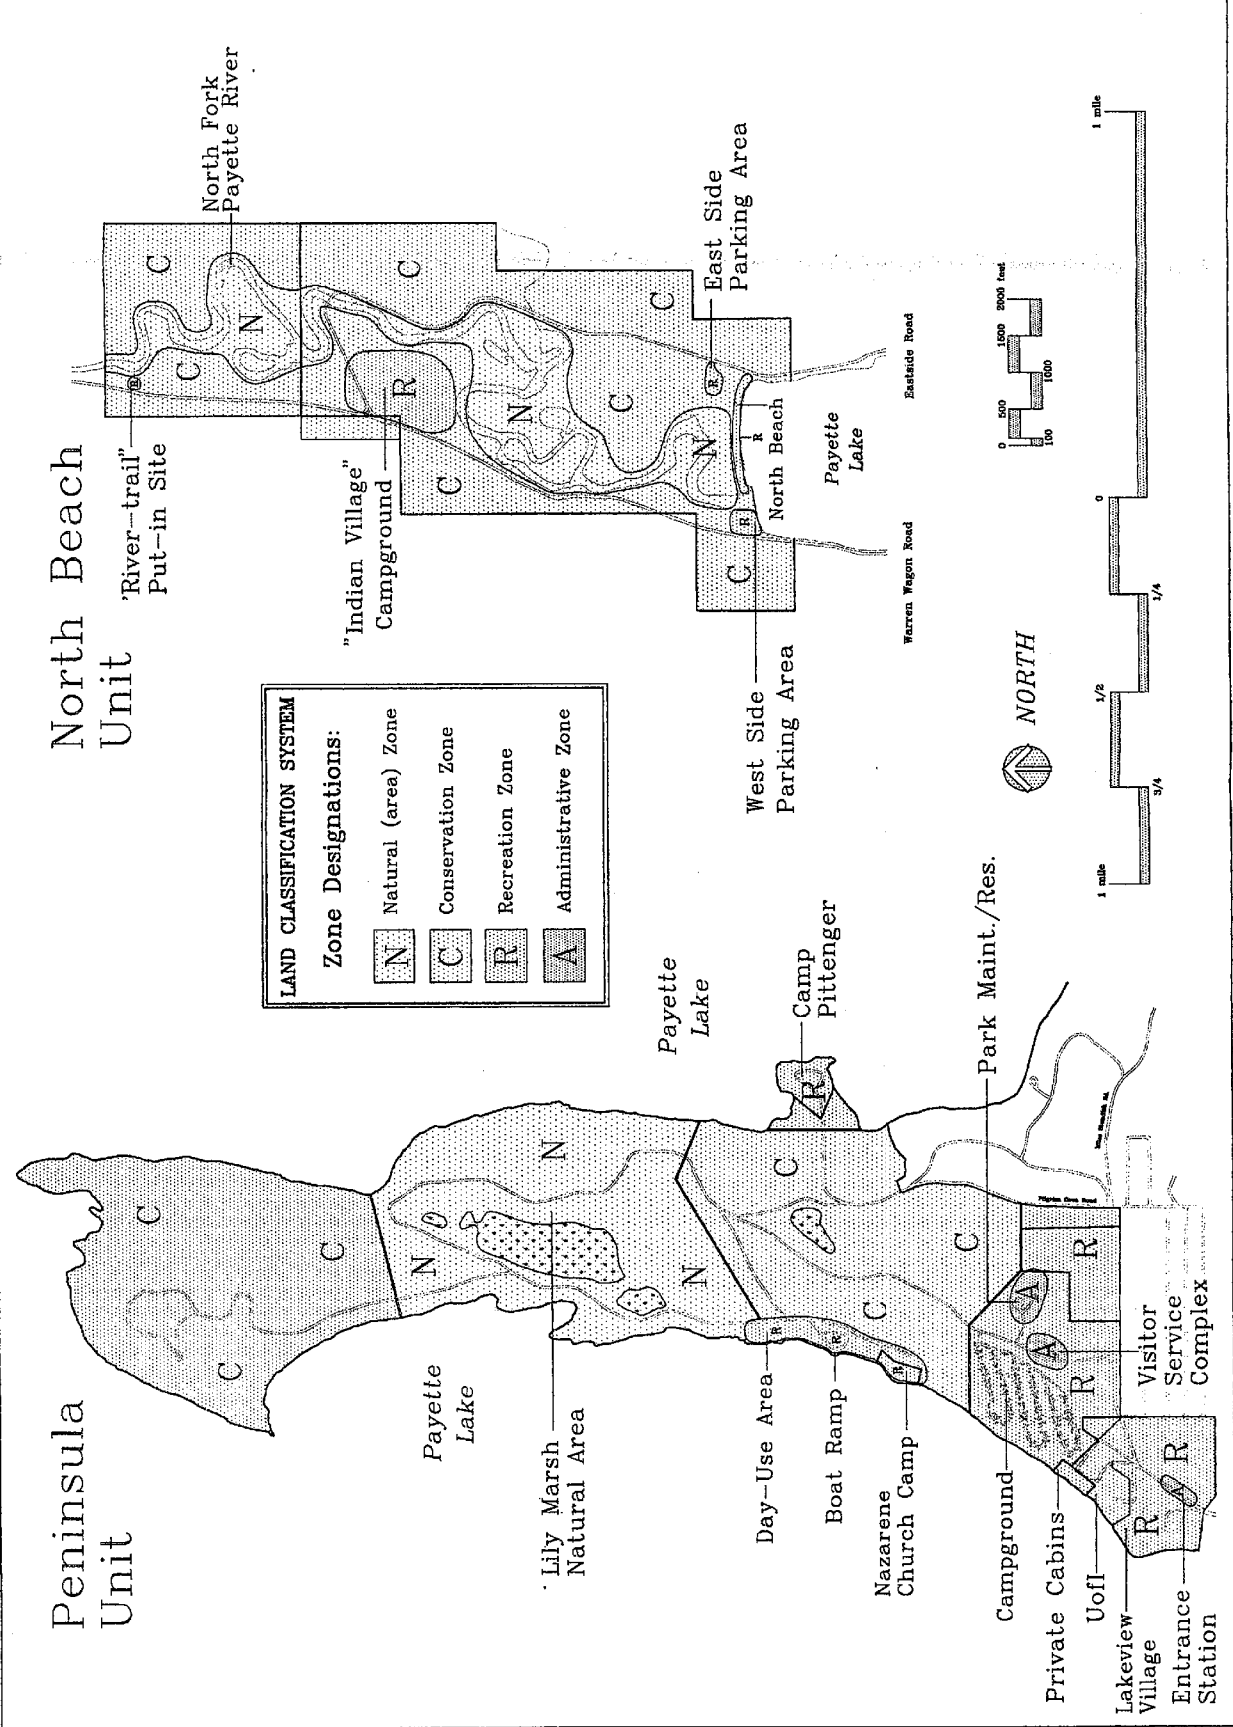 Peninsula
Unit
North Beach
Unit
"River-trail"
Put-in Site
North Fork
Payette River
"Indian Village"
Campground
East Side
Parking Area
West Side
Parking Area
North Beach
Payette
Lake
Eastside Road
Warren Wagon Road
C
C
N
C
R
C
N
C
C
N
R
R
R
R
C
LAND CLASSIFICATION SYSTEM
Zone Designations:
N Natural (area) Zone
C Conservation Zone
R Recreation Zone
A Administrative Zone
NORTH
0 500 1500 2000 feet
100 1000
1 mile 3/4 1/2 1/4 0 1 mile
C
C
C
N
N
N
Payette
Lake
Payette
Lake
Lily Marsh
Natural Area
Camp
Pittenger
R
C
C
C
Day-Use Area
R
Boat Ramp
R
Nazarene
Church Camp
R
Park Maint./Res.
A
Pilgrim Cove Road
R
Visitor
Service
Complex
A
R
Campground
Private Cabins
UofI
Lakeview
Village
R
R
Entrance
Station
A